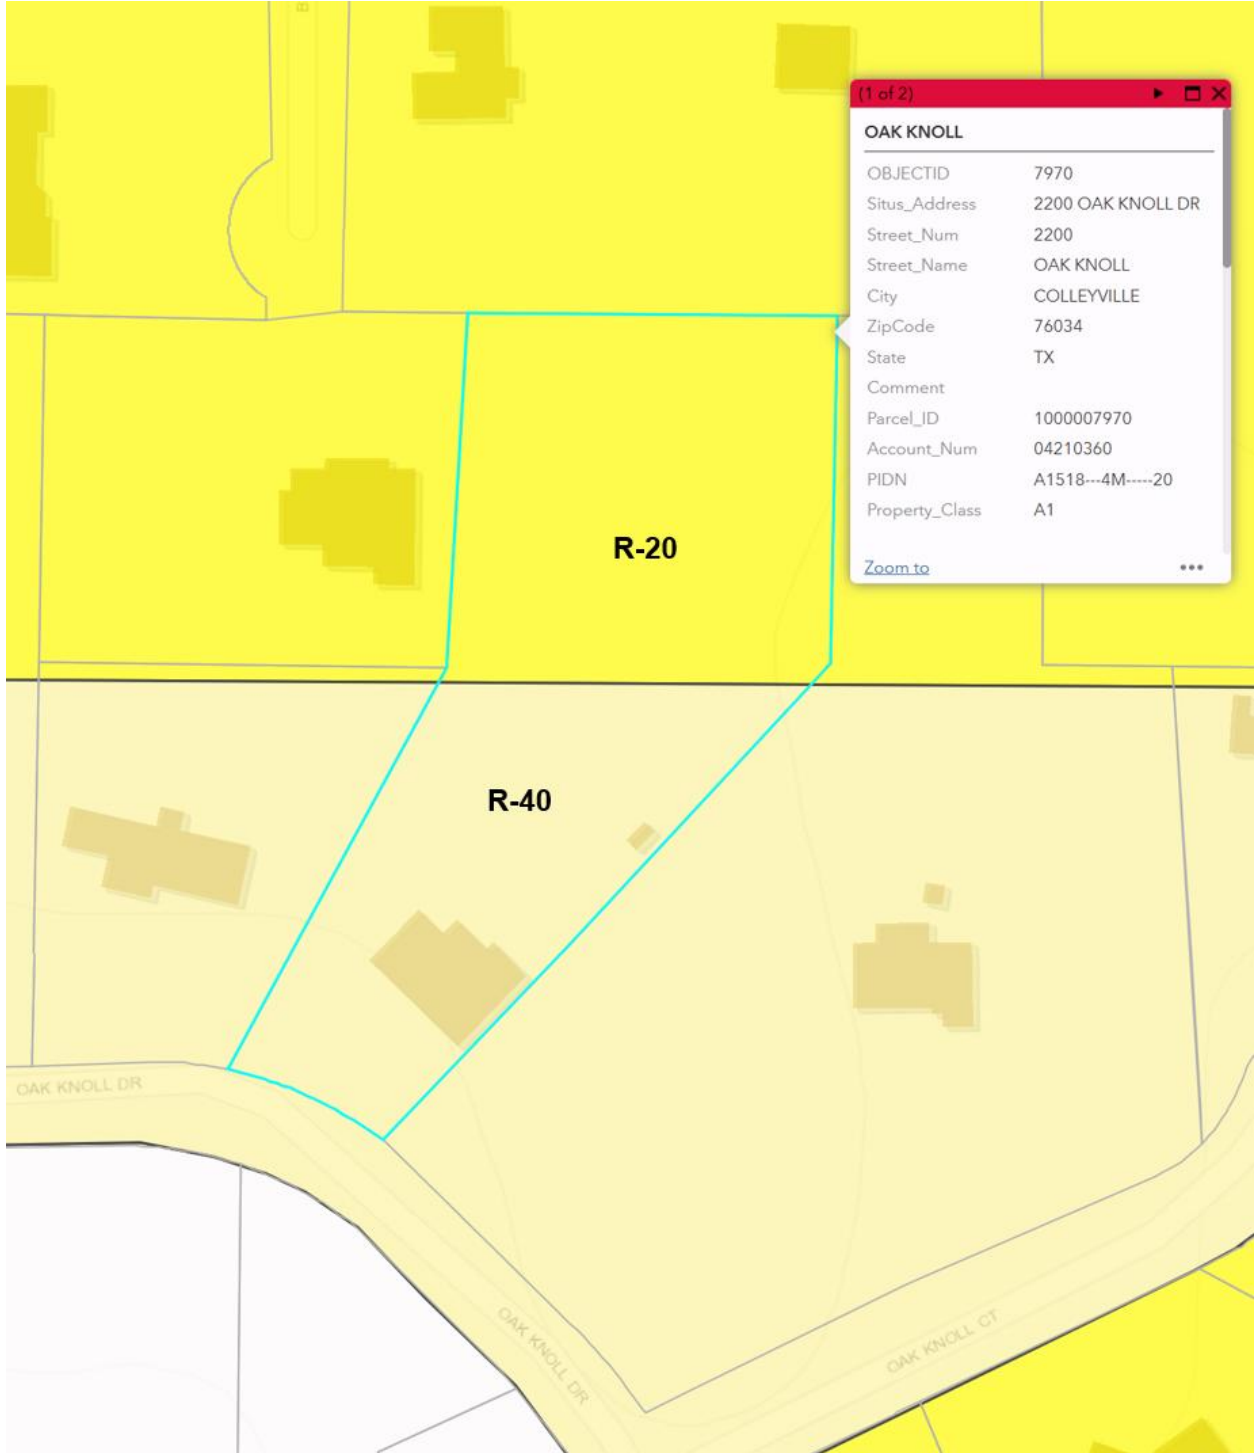 (1 of 2)
OAK KNOLL
OBJECTID 7970
Situs_Address 2200 OAK KNOLL DR
Street_Num 2200
Street_Name OAK KNOLL
City COLLEYVILLE
ZipCode 76034
State TX
Comment
Parcel_ID 1000007970
Account_Num 04210360
PIDN A1518---4M-----20
Property_Class A1
Zoom to
R-20
R-40
OAK KNOLL DR
OAK KNOLL DR
OAK KNOLL CT